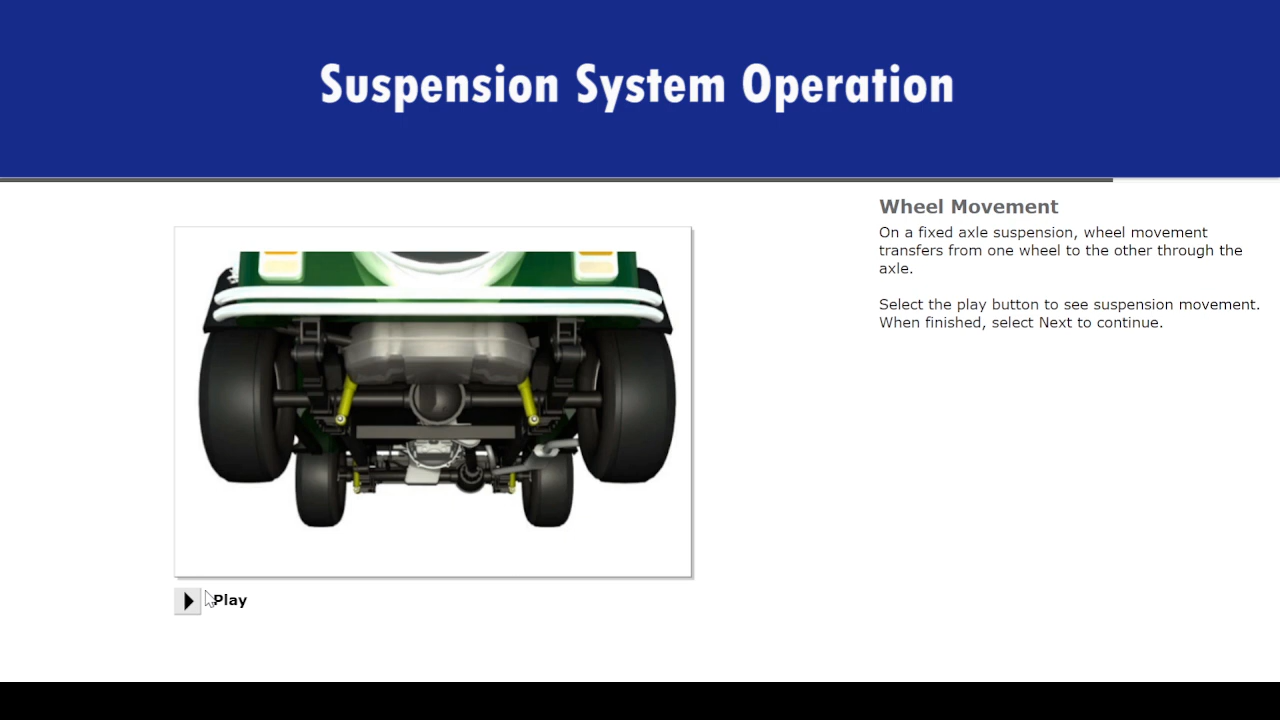 Suspension System Operation
Wheel Movement
On a fixed axle suspension, wheel movement
transfers from one wheel to the other through the
axle.
Select the play button to see suspension movement.
When finished, select Next to continue.
Play